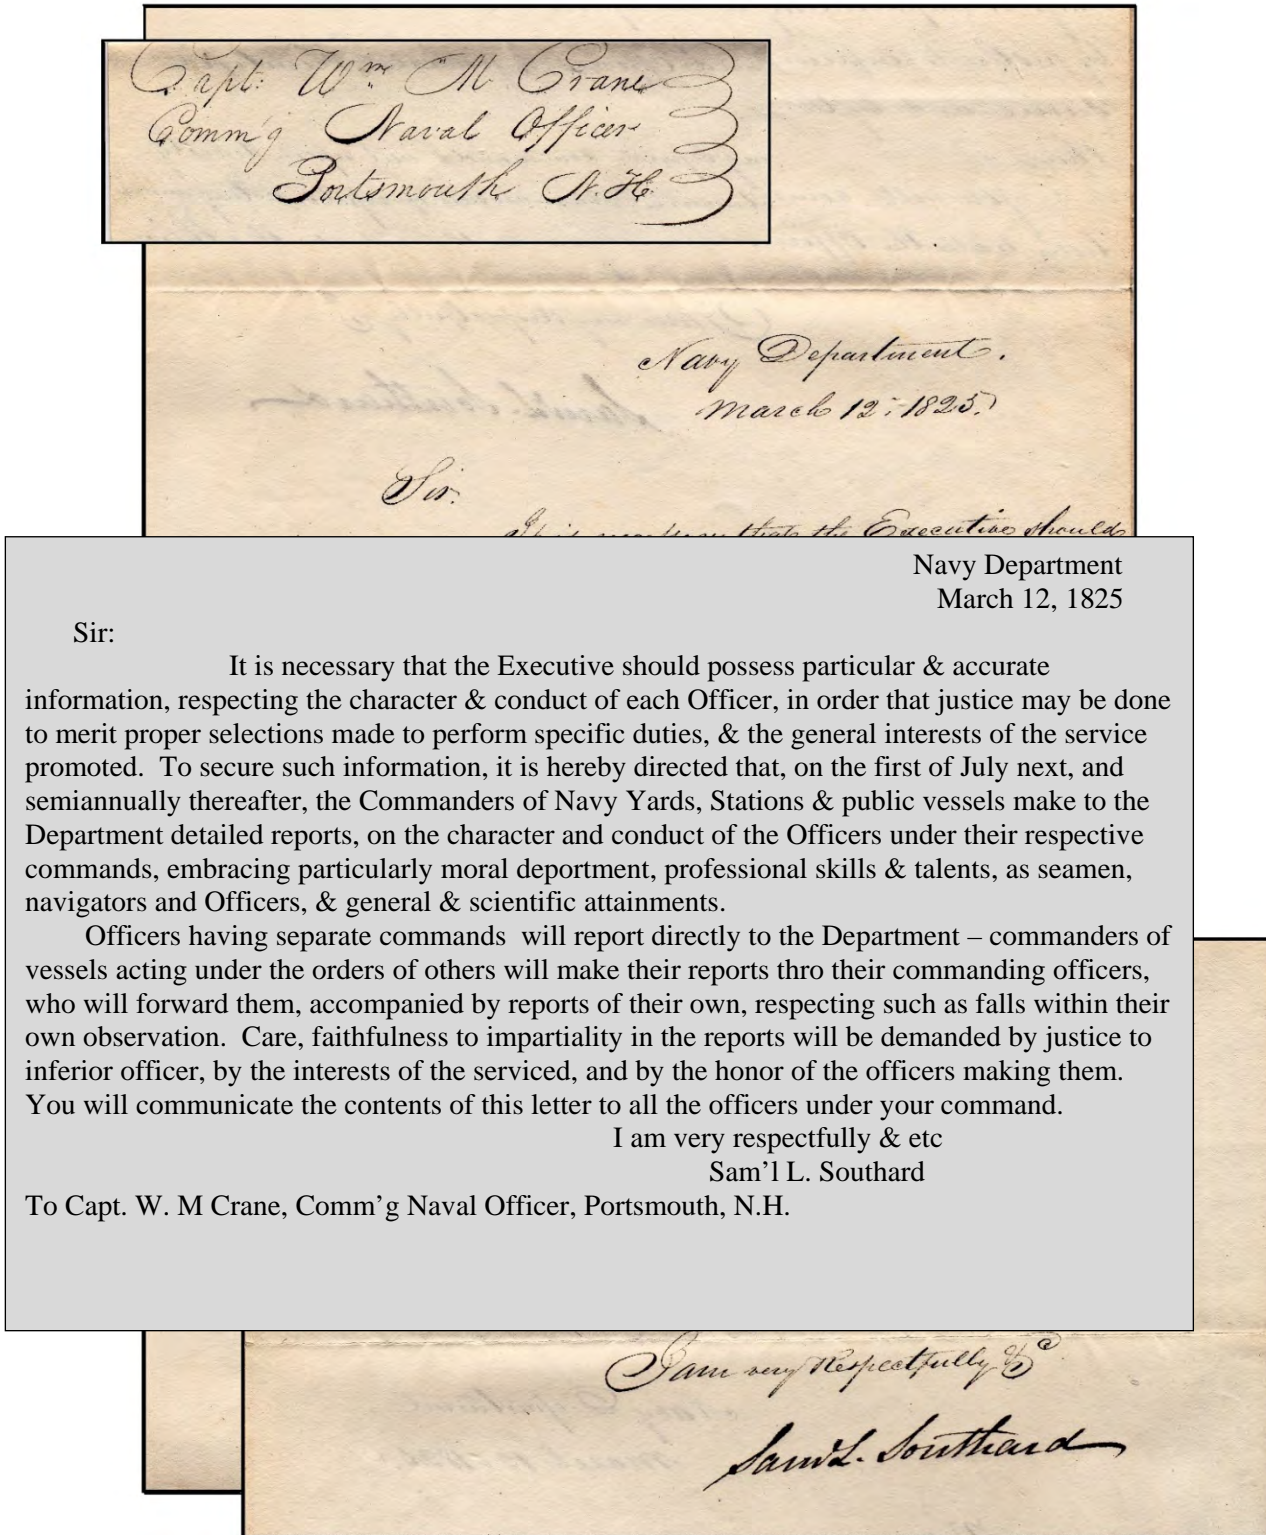 Capt: Wm M Crane
Comm'g Naval Officer
Portsmouth N.H.
Navy Department.
March 12: 1825.
Sir.
It is necessary that the Executive should
Navy Department
March 12, 1825
Sir:
It is necessary that the Executive should possess particular & accurate
information, respecting the character & conduct of each Officer, in order that justice may be done
to merit proper selections made to perform specific duties, & the general interests of the service
promoted.  To secure such information, it is hereby directed that, on the first of July next, and
semiannually thereafter, the Commanders of Navy Yards, Stations & public vessels make to the
Department detailed reports, on the character and conduct of the Officers under their respective
commands, embracing particularly moral deportment, professional skills & talents, as seamen,
navigators and Officers, & general & scientific attainments.
Officers having separate commands  will report directly to the Department – commanders of
vessels acting under the orders of others will make their reports thro their commanding officers,
who will forward them, accompanied by reports of their own, respecting such as falls within their
own observation.  Care, faithfulness to impartiality in the reports will be demanded by justice to
inferior officer, by the interests of the serviced, and by the honor of the officers making them.
You will communicate the contents of this letter to all the officers under your command.
I am very respectfully & etc
Sam'l L. Southard
To Capt. W. M Crane, Comm'g Naval Officer, Portsmouth, N.H.
I am very Respectfully &c
Saml L. Southard